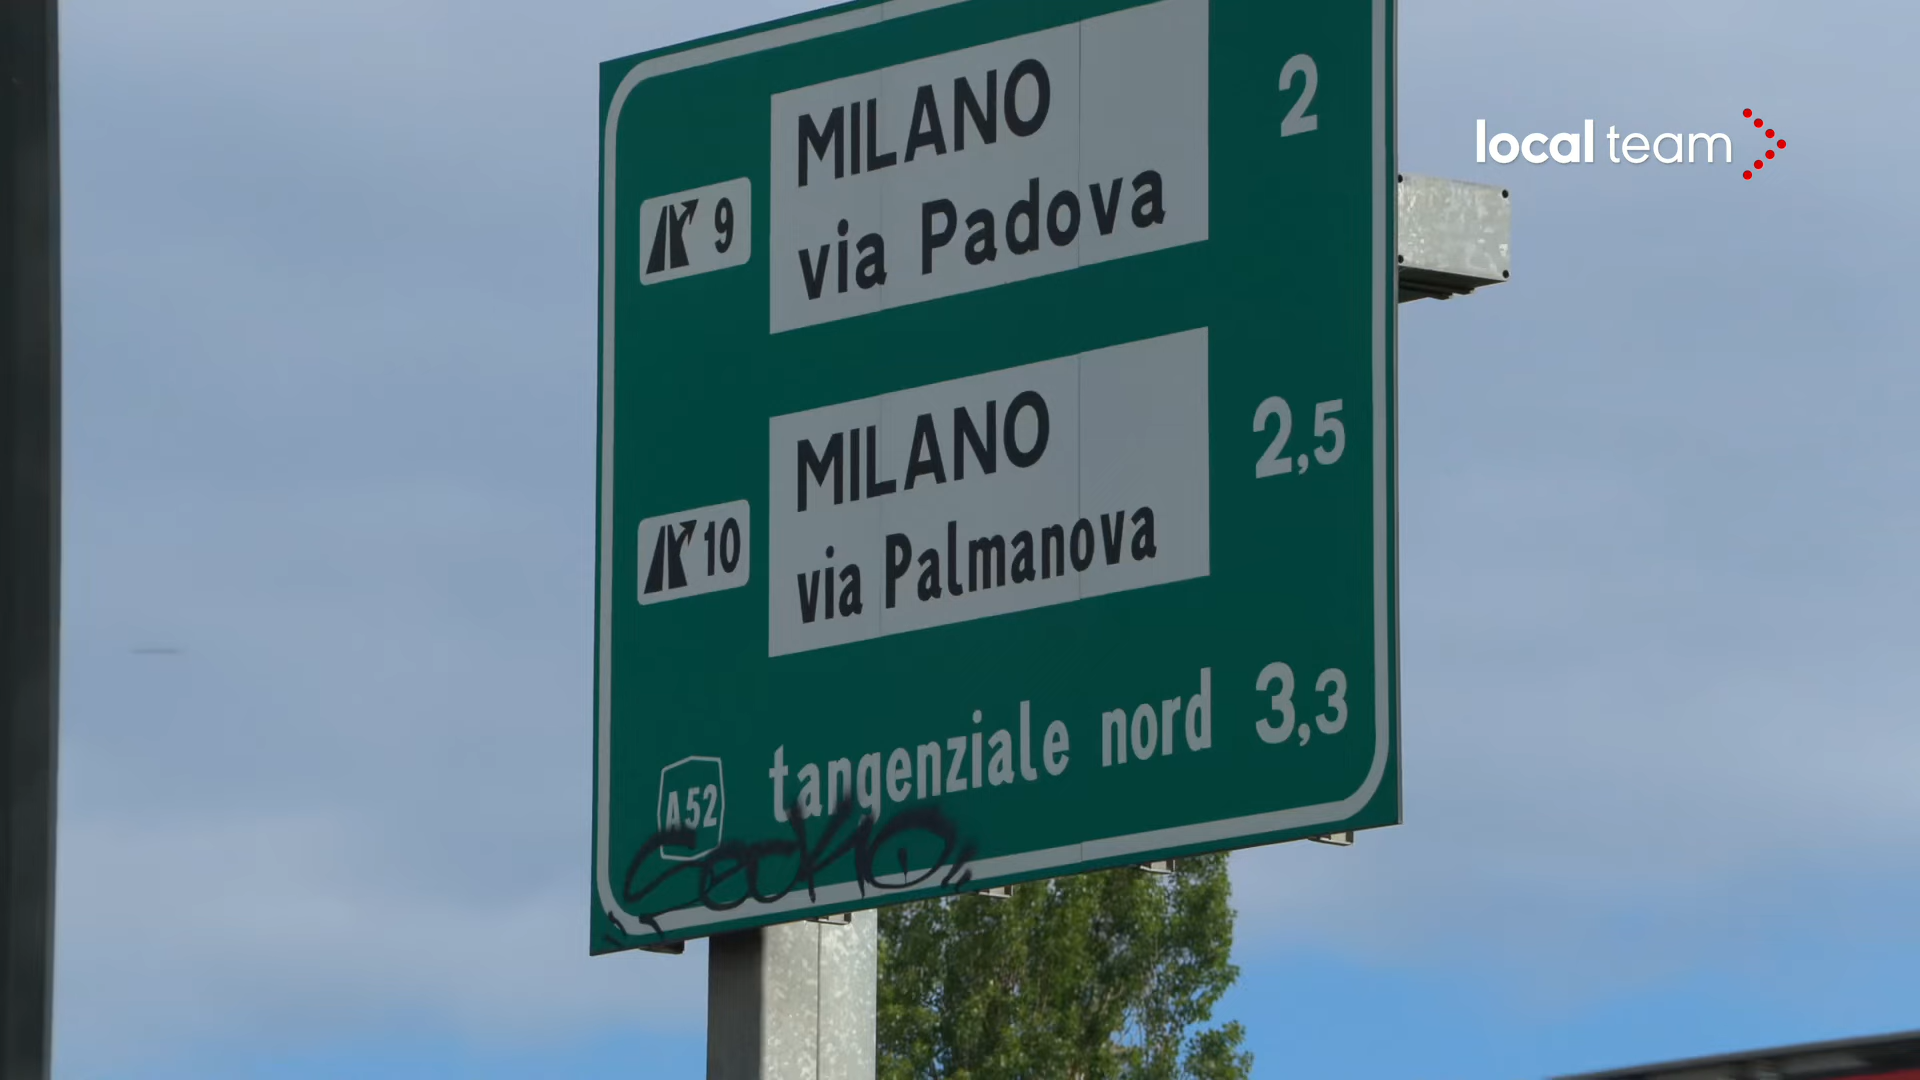 MILANO 2
9 via Padova
MILANO 2,5
10 via Palmanova
tangenziale nord 3,3
A52
local team